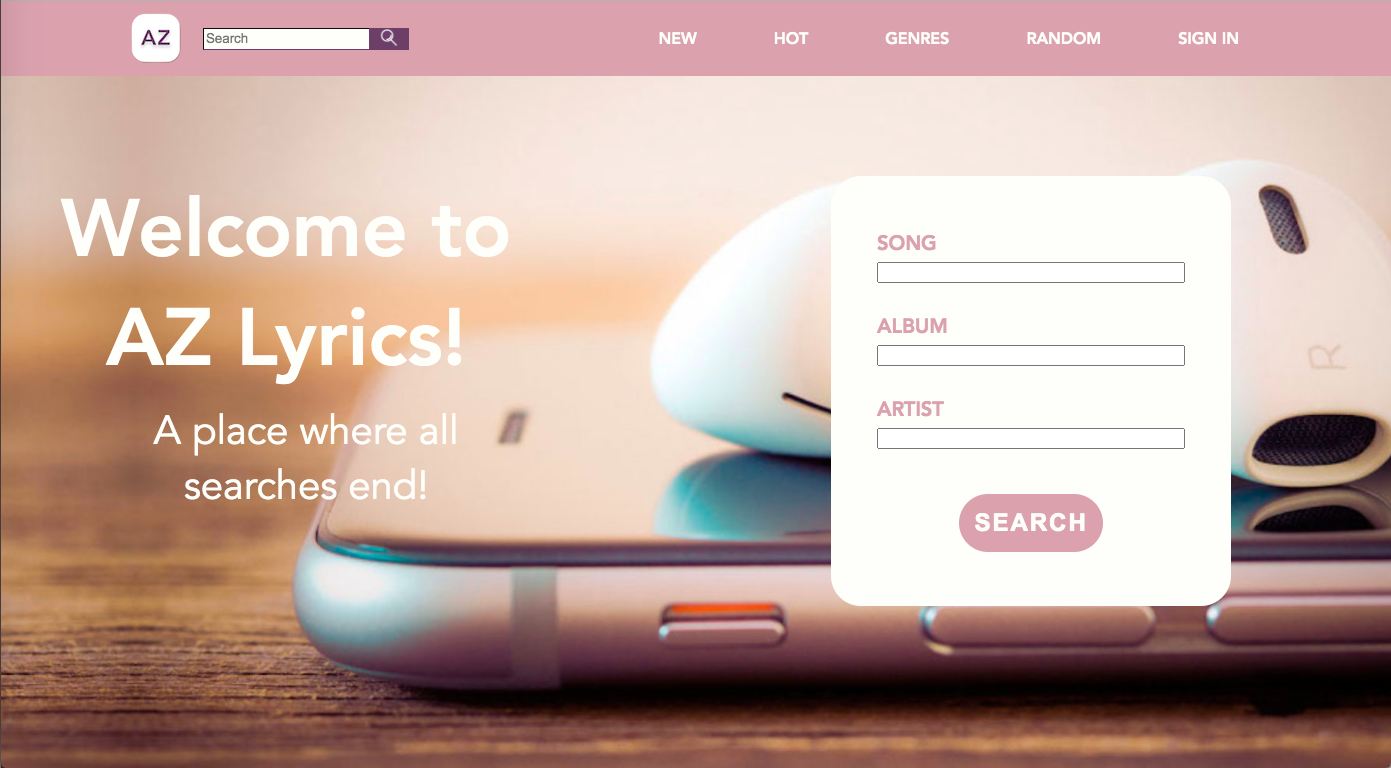 AZ
Search
NEW HOT GENRES RANDOM SIGN IN
Welcome to
AZ Lyrics!
A place where all
searches end!
SONG
ALBUM
ARTIST
SEARCH
R